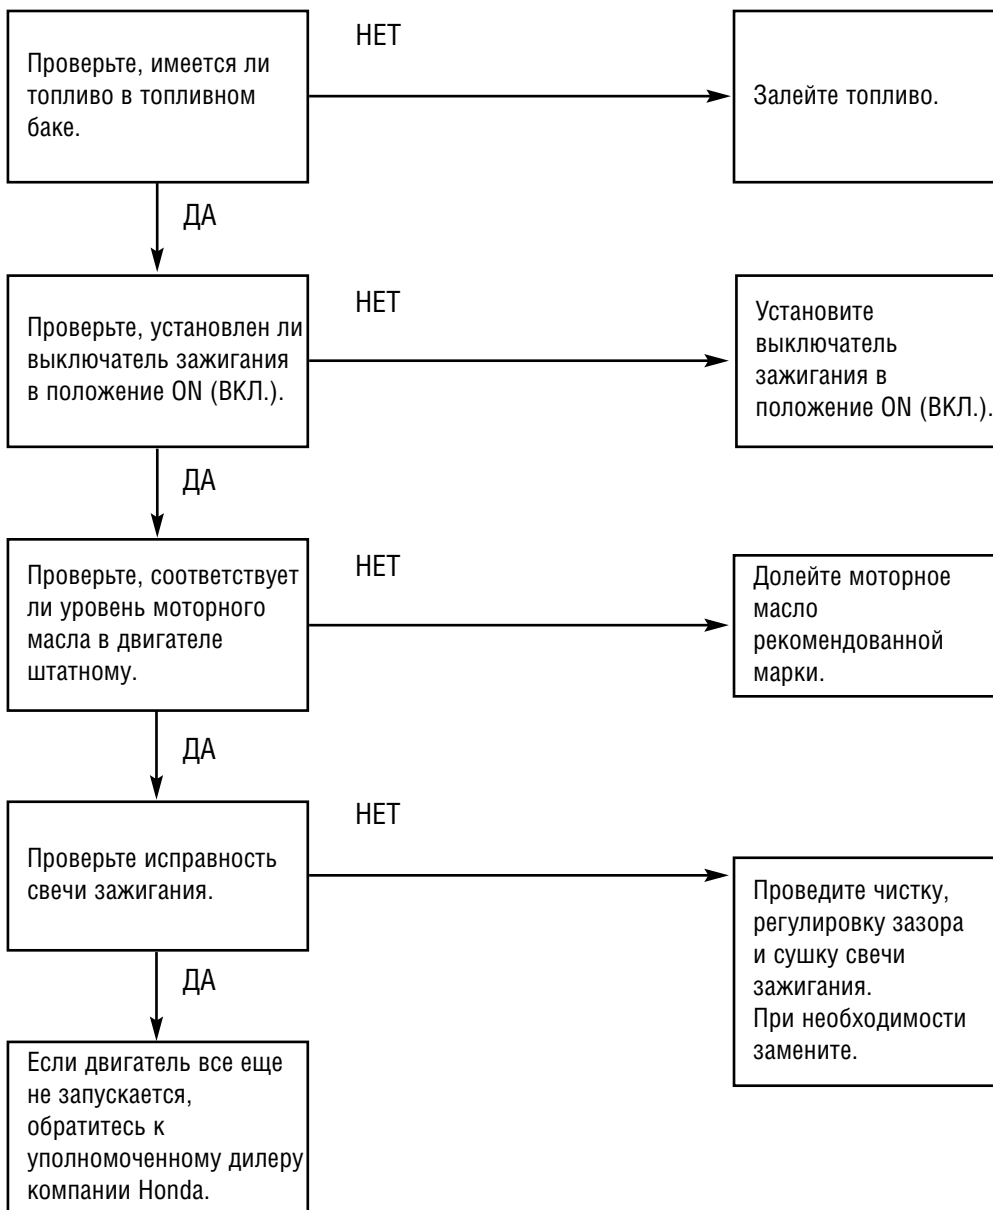 НЕТ
Проверьте, имеется ли
топливо в топливном
баке.
Залейте топливо.
ДА
НЕТ
Проверьте, установлен ли
выключатель зажигания
в положение ON (ВКЛ.).
Установите
выключатель
зажигания в
положение ON (ВКЛ.).
ДА
НЕТ
Проверьте, соответствует
ли уровень моторного
масла в двигателе
штатному.
Долейте моторное
масло
рекомендованной
марки.
ДА
НЕТ
Проверьте исправность
свечи зажигания.
Проведите чистку,
регулировку зазора
и сушку свечи
зажигания.
При необходимости
замените.
ДА
Если двигатель все еще
не запускается,
обратитесь к
уполномоченному дилеру
компании Honda.